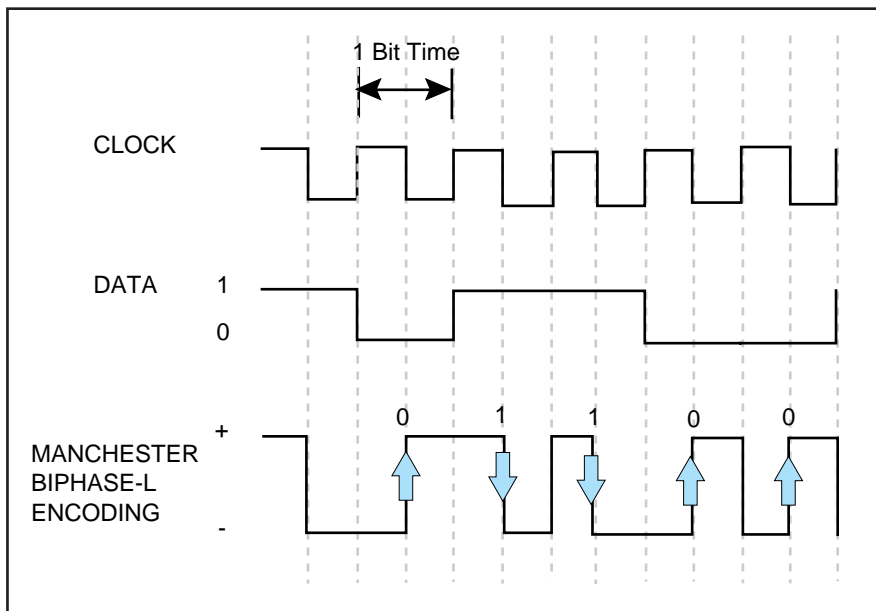 1 Bit Time
CLOCK
DATA
1
0
0 1 1 0 0
+
MANCHESTER
BIPHASE-L
ENCODING
-